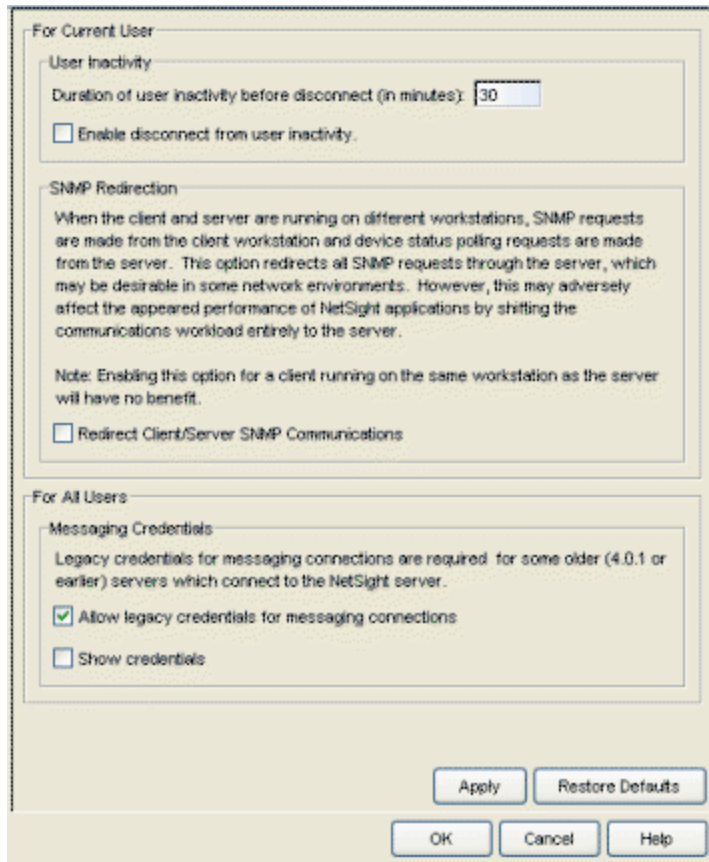 For Current User
User Inactivity
Duration of user inactivity before disconnect (in minutes): 30
Enable disconnect from user inactivity.
SNMP Redirection
When the client and server are running on different workstations, SNMP requests
are made from the client workstation and device status polling requests are made
from the server. This option redirects all SNMP requests through the server, which
may be desirable in some network environments. However, this may adversely
affect the appeared performance of NetSight applications by shifting the
communications workload entirely to the server.
Note: Enabling this option for a client running on the same workstation as the server
will have no benefit.
Redirect Client/Server SNMP Communications
For All Users
Messaging Credentials
Legacy credentials for messaging connections are required for some older (4.0.1 or
earlier) servers which connect to the NetSight server.
Allow legacy credentials for messaging connections
Show credentials
Apply Restore Defaults
OK Cancel Help